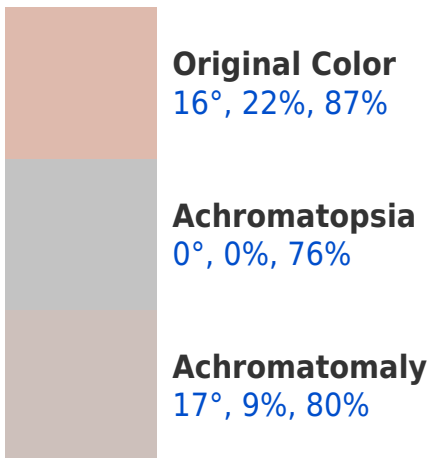 Original Color
16°, 22%, 87%
Achromatopsia
0°, 0%, 76%
Achromatomaly
17°, 9%, 80%